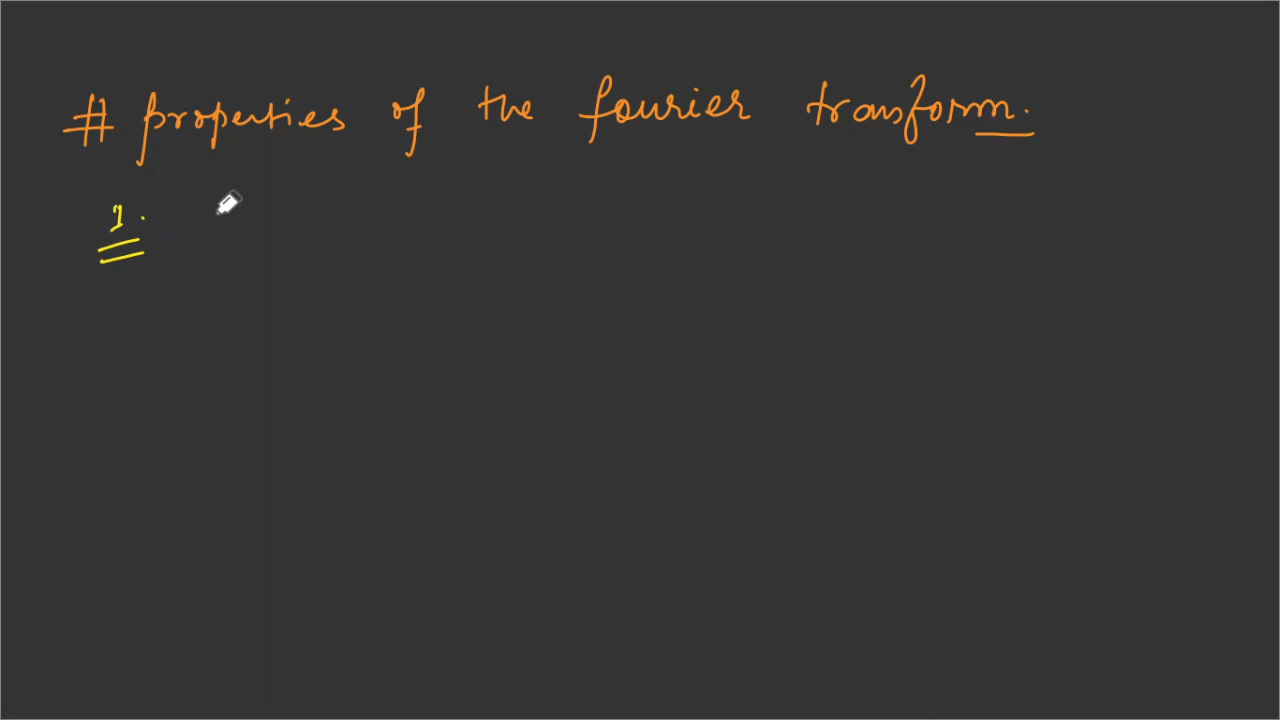 # properties of the fourier transform.
1.